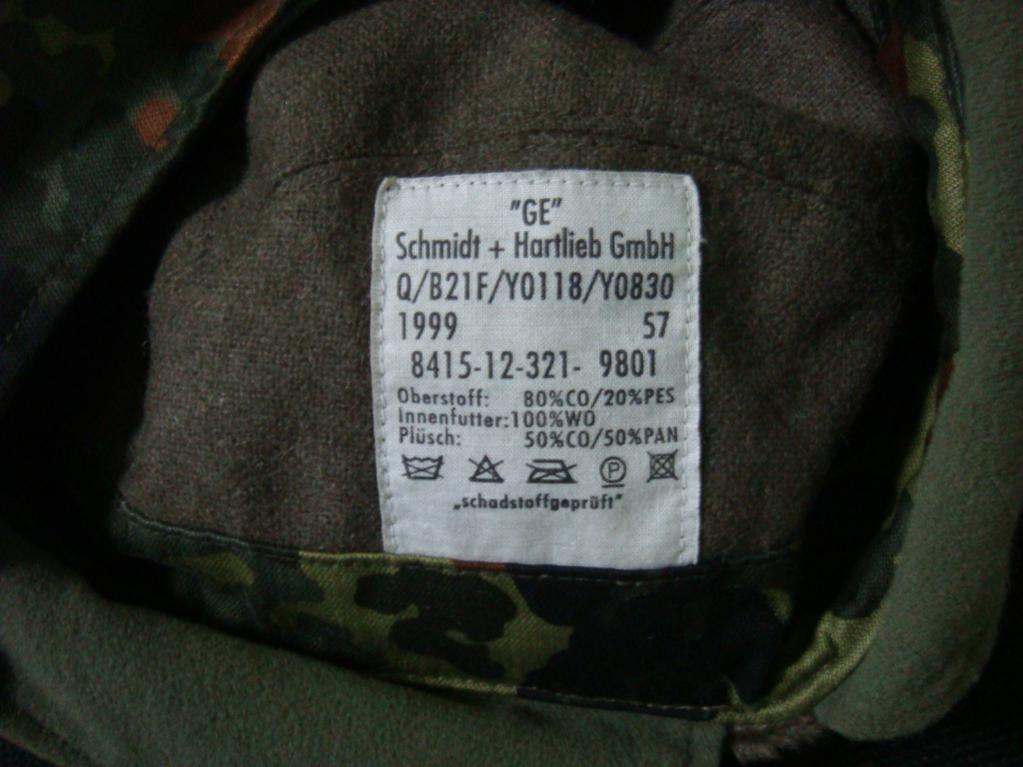 "GE"
Schmidt + Hartlieb GmbH
Q/B21F/Y0118/Y0830
1999 57
8415-12-321- 9801
Oberstoff: 80%CO/20%PES
Innenfutter:100%WO
Plüsch: 50%CO/50%PAN
P
„schadstoffgeprüft"